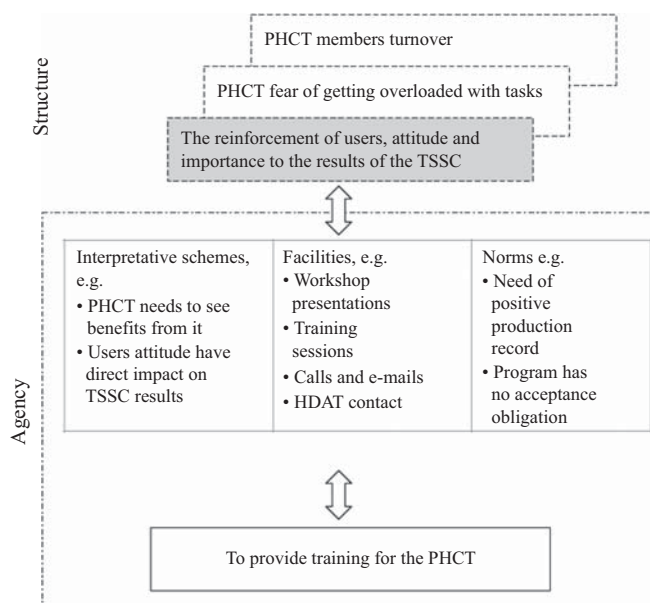 Structure
PHCT members turnover
PHCT fear of getting overloaded with tasks
The reinforcement of users, attitude and
importance to the results of the TSSC
Agency
Interpretative schemes,
e.g.
• PHCT needs to see
benefits from it
• Users attitude have
direct impact on
TSSC results
Facilities, e.g.
• Workshop
presentations
• Training
sessions
• Calls and e-mails
• HDAT contact
Norms e.g.
• Need of
positive
production
record
• Program has
no acceptance
obligation
To provide training for the PHCT